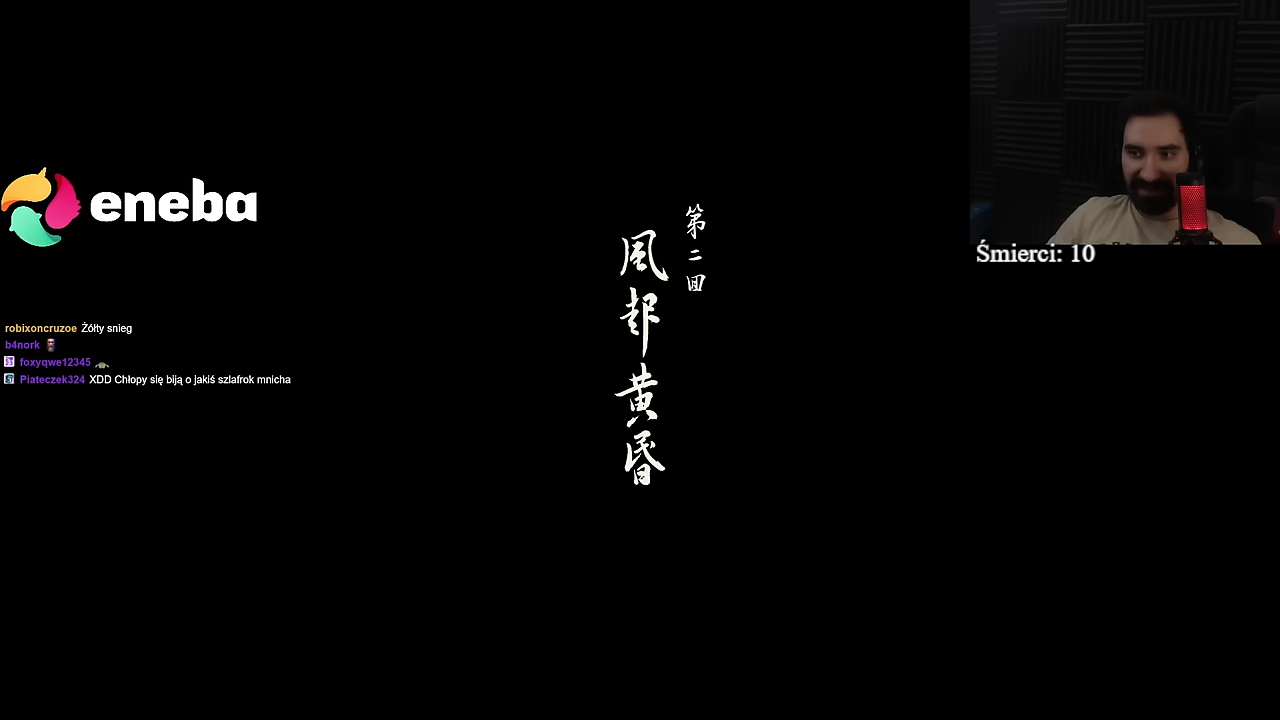 eneba
robixoncruzoe Żółty snieg
b4nork
foxyqwe12345
Piateczek324 XDD Chłopy się biją o jakiś szlafrok mnicha
第二回
風起黄昏
Śmierci: 10